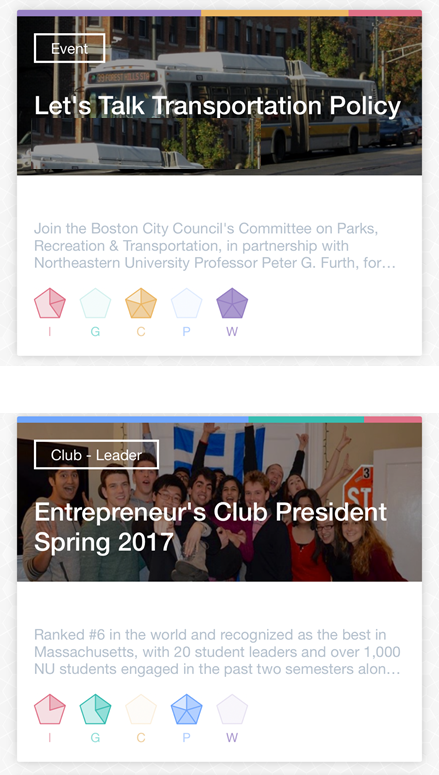 Event
Let's Talk Transportation Policy
Join the Boston City Council's Committee on Parks,
Recreation & Transportation, in partnership with
Northeastern University Professor Peter G. Furth, for…
I G C P W
Club - Leader
3
ST
Entrepreneur's Club President
Spring 2017
Ranked #6 in the world and recognized as the best in
Massachusetts, with 20 student leaders and over 1,000
NU students engaged in the past two semesters alon…
I G C P W